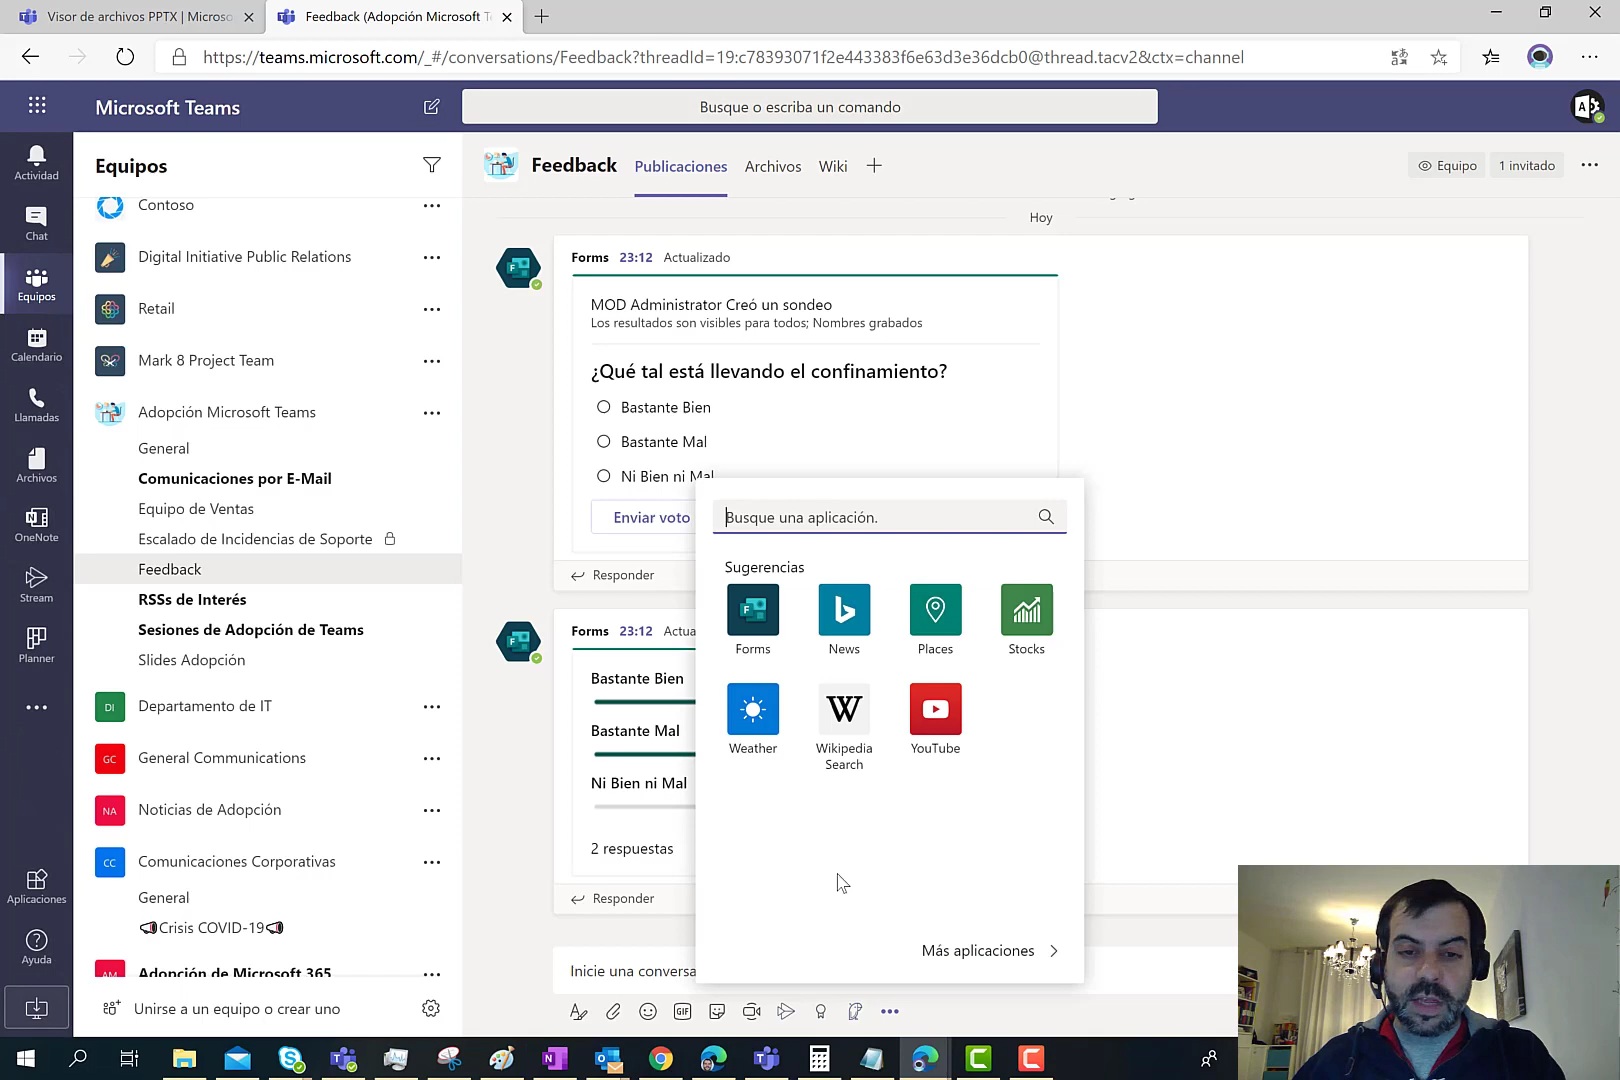 Visor de archivos PPTX | Micros
Feedback (Adopción Microsoft T
https://teams.microsoft.com/_#/conversations/Feedback?threadId=19:c78393071f2e443383f6e63d3e36dcb0@thread.tacv2&ctx=channel
Microsoft Teams
Busque o escriba un comando
Actividad
Chat
Equipos
Calendario
Llamadas
Archivos
OneNote
Stream
Planner
Aplicaciones
Ayuda
Equipos
Contoso
Digital Initiative Public Relations
Retail
Mark 8 Project Team
Adopción Microsoft Teams
General
Comunicaciones por E-Mail
Equipo de Ventas
Escalado de Incidencias de Soporte
Feedback
RSSs de Interés
Sesiones de Adopción de Teams
Slides Adopción
DI Departamento de IT
GC General Communications
NA Noticias de Adopción
CC Comunicaciones Corporativas
General
Crisis COVID-19
AM Adopción de Microsoft 365
Unirse a un equipo o crear uno
Feedback Publicaciones Archivos Wiki
Equipo 1 invitado
Hoy
Forms 23:12 Actualizado
MOD Administrator Creó un sondeo
Los resultados son visibles para todos; Nombres grabados
¿Qué tal está llevando el confinamiento?
Bastante Bien
Bastante Mal
Ni Bien ni Mal
Enviar voto
Responder
Forms 23:12 Actua
Bastante Bien
Bastante Mal
Ni Bien ni Mal
2 respuestas
Responder
Inicie una conversa
GIF
Busque una aplicación.
Sugerencias
Forms News Places Stocks
Weather Wikipedia Search YouTube
Más aplicaciones